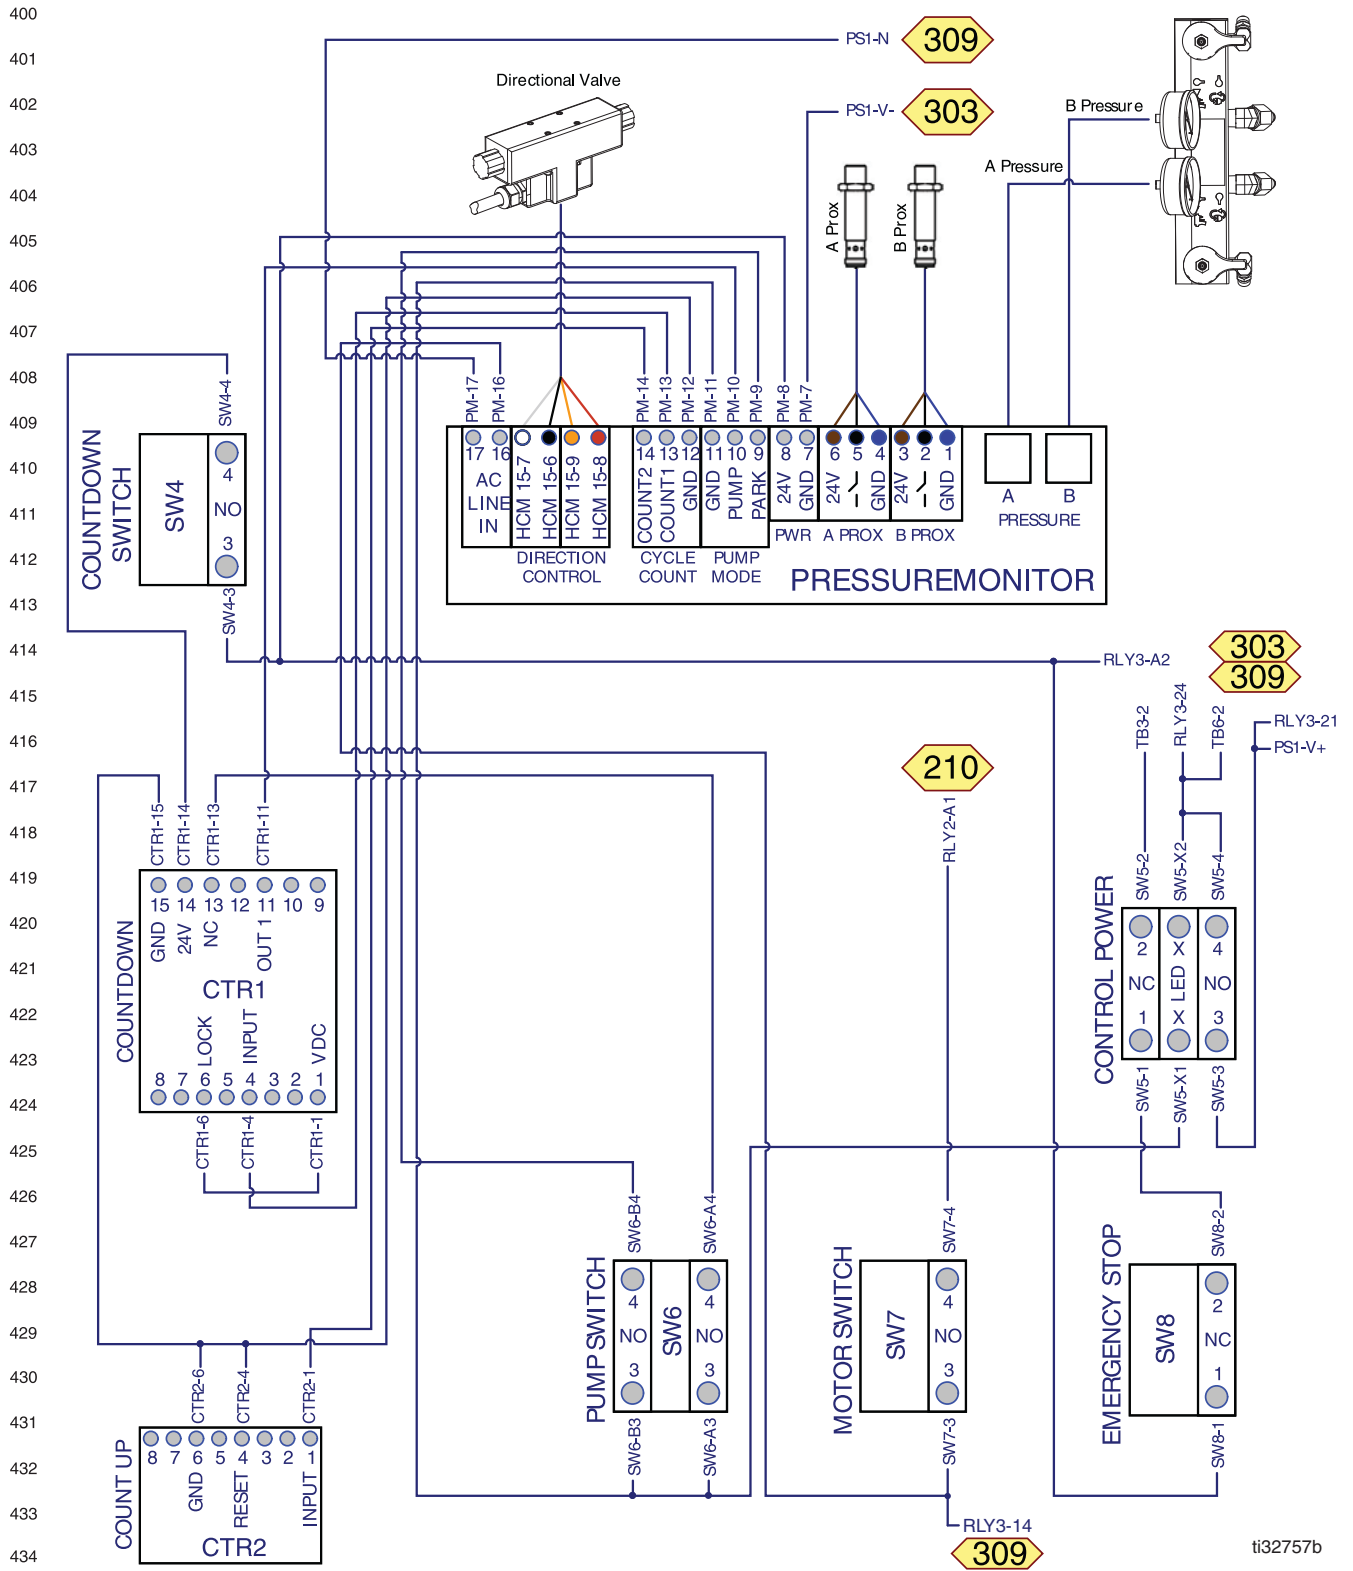 400
401
402
403
404
405
406
407
408
409
410
411
412
413
414
415
416
417
418
419
420
421
422
423
424
425
426
427
428
429
430
431
432
433
434
PS1-N
309
Directional Valve
PS1-V-
303
B Pressure
A Pressure
A Prox
B Prox
SW4-4
PM-17
PM-16
PM-14
PM-13
PM-12
PM-11
PM-10
PM-9
PM-8
PM-7
17
16
AC
LINE
IN
HCM 15-7
HCM 15-6
HCM 15-9
HCM 15-8
DIRECTION
CONTROL
14
13
12
COUNT2
COUNT1
GND
CYCLE
COUNT
11
10
9
GND
PUMP
PARK
PUMP
MODE
8
7
24V
GND
PWR
6
5
4
24V
GND
A PROX
3
2
1
24V
GND
B PROX
A
B
PRESSURE
PRESSUREMONITOR
COUNTDOWN
SWITCH
SW4
4
NO
3
SW4-3
RLY3-A2
303
309
RLY3-21
PS1-V+
TB3-2
RLY3-24
TB6-2
210
RLY2-A1
CTR1-15
CTR1-14
CTR1-13
CTR1-11
COUNTDOWN
15
14
13
12
11
10
9
GND
24V
NC
OUT 1
CTR1
LOCK
INPUT
VDC
8
7
6
5
4
3
2
1
CTR1-6
CTR1-4
CTR1-1
SW5-2
SW5-X2
SW5-4
CONTROL POWER
2
NC
1
X
LED
X
4
NO
3
SW5-1
SW5-X1
SW5-3
SW6-B4
SW6-A4
PUMP SWITCH
4
NO
3
SW6
4
NO
3
SW6-B3
SW6-A3
SW7-4
MOTOR SWITCH
SW7
4
NO
3
SW7-3
RLY3-14
309
SW8-2
EMERGENCY STOP
SW8
2
NC
1
SW8-1
CTR2-6
CTR2-4
CTR2-1
COUNT UP
8
7
6
5
4
3
2
1
GND
RESET
INPUT
CTR2
ti32757b